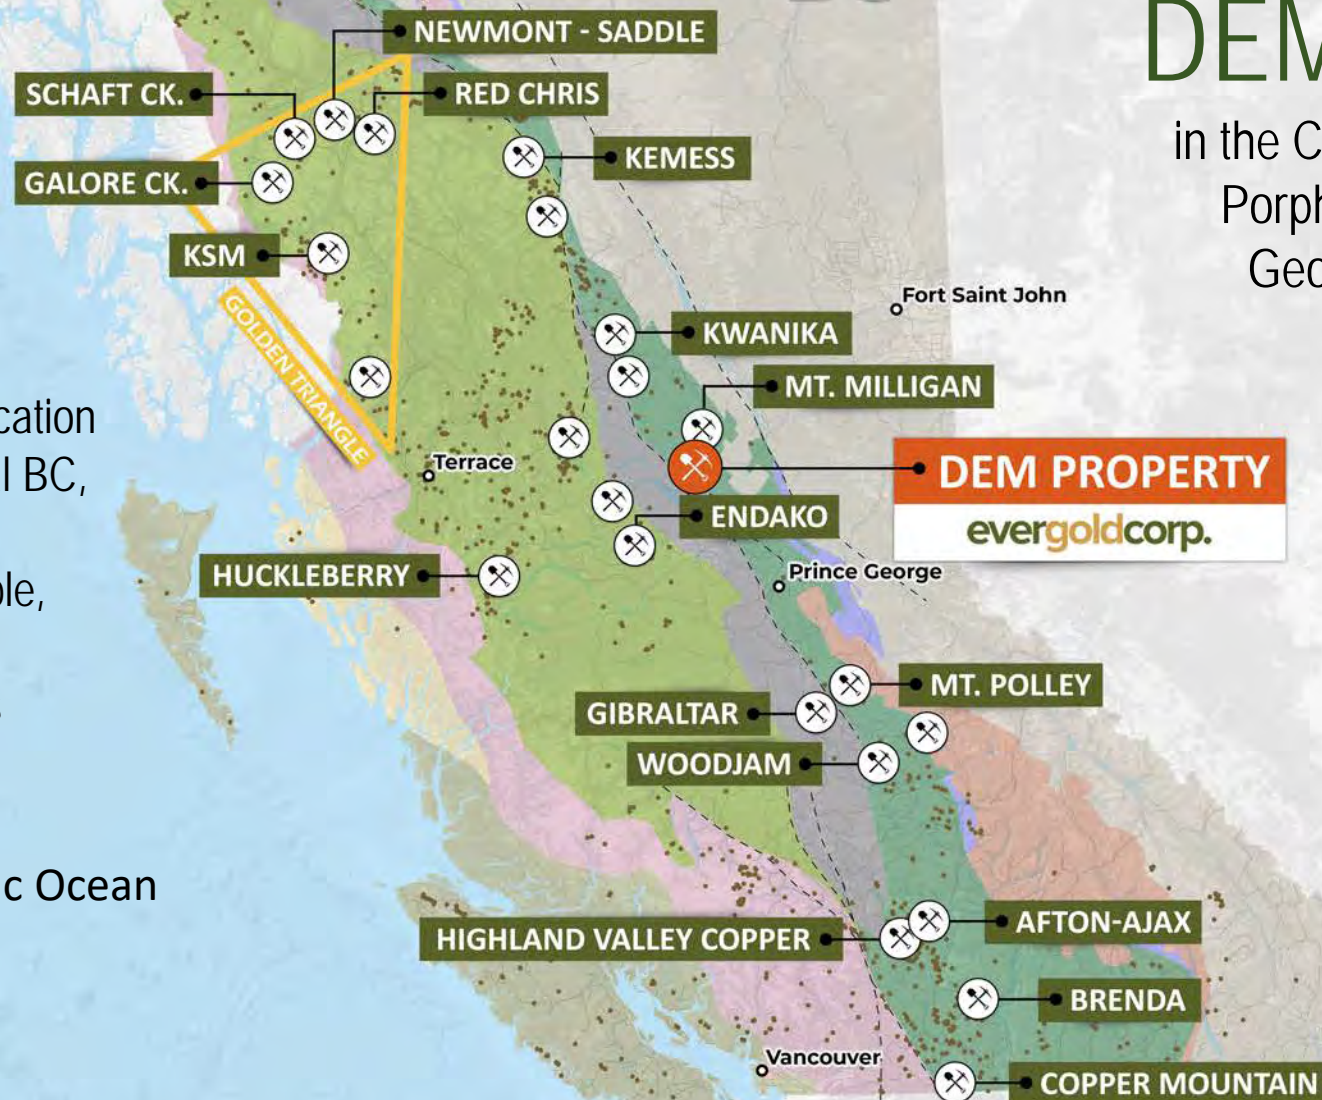 DEM
in the C
Porph
Geo
NEWMONT - SADDLE
SCHAFT CK.
RED CHRIS
KEMESS
GALORE CK.
KSM
GOLDEN TRIANGLE
Fort Saint John
KWANIKA
MT. MILLIGAN
cation
l BC,
Terrace
DEM PROPERTY
evergoldcorp.
ENDAKO
HUCKLEBERRY
Prince George
ole,
MT. POLLEY
GIBRALTAR
WOODJAM
c Ocean
HIGHLAND VALLEY COPPER
AFTON-AJAX
BRENDA
Vancouver
COPPER MOUNTAIN